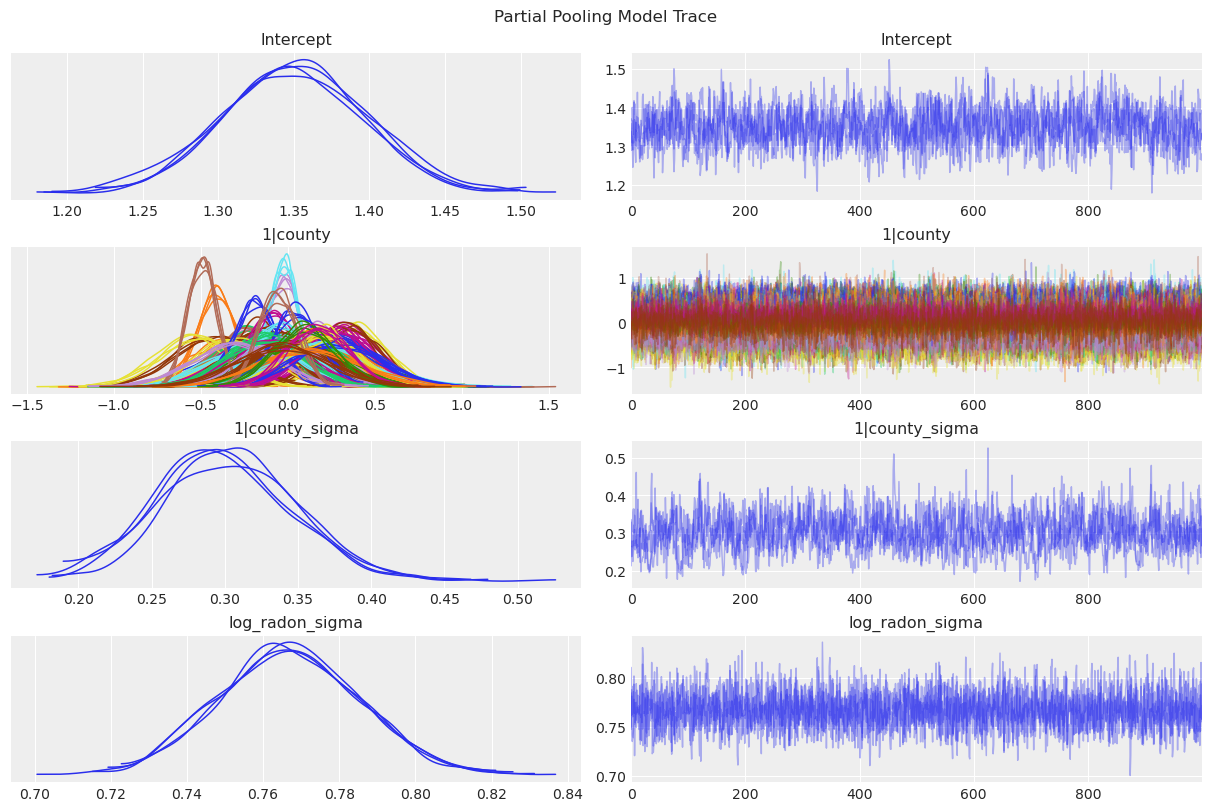 Partial Pooling Model Trace
Intercept
1.20 1.25 1.30 1.35 1.40 1.45 1.50
Intercept
1.5
1.4
1.3
1.2
0 200 400 600 800
1|county
−1.5 −1.0 −0.5 0.0 0.5 1.0 1.5
1|county
1
0
−1
0 200 400 600 800
1|county_sigma
0.20 0.25 0.30 0.35 0.40 0.45 0.50
1|county_sigma
0.5
0.4
0.3
0.2
0 200 400 600 800
log_radon_sigma
0.70 0.72 0.74 0.76 0.78 0.80 0.82 0.84
log_radon_sigma
0.80
0.75
0.70
0 200 400 600 800